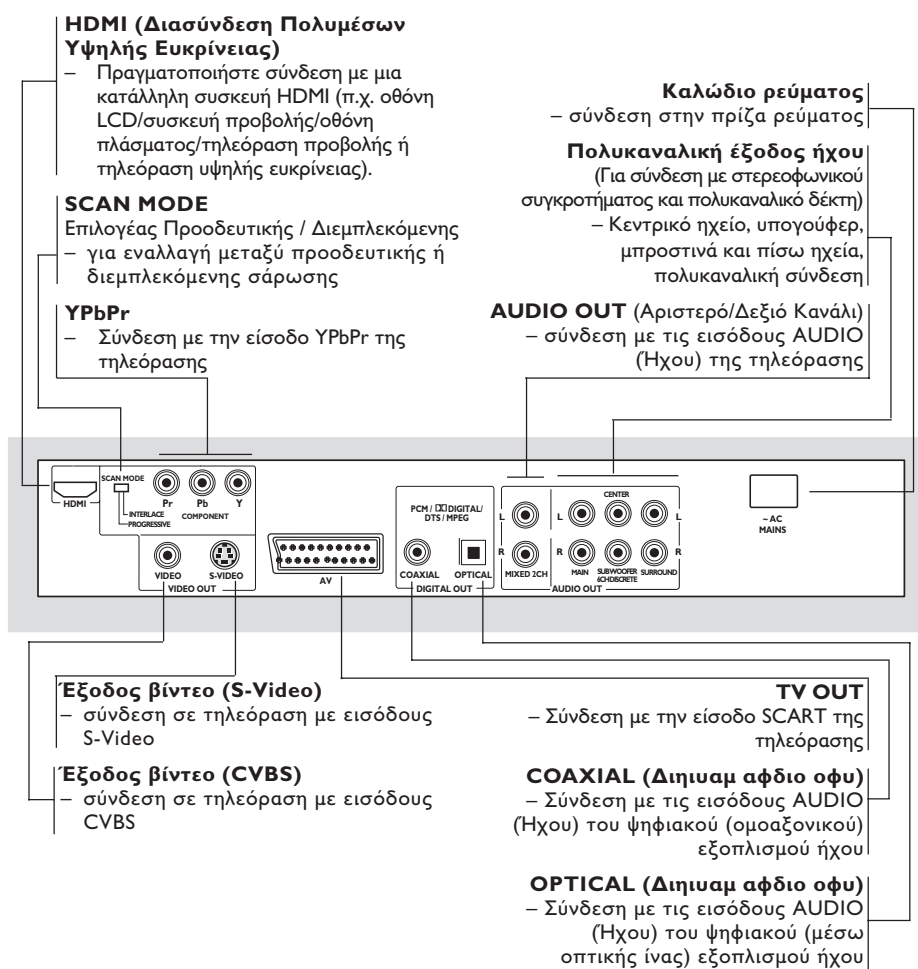 HDMI (Διασύνδεση Πολυμέσων
Υψηλής Ευκρίνειας)
– Πραγματοποιήστε σύνδεση με μια
κατάλληλη συσκευή HDMI (π.χ. οθόνη
LCD/συσκευή προβολής/οθόνη
πλάσματος/τηλεόραση προβολής ή
τηλεόραση υψηλής ευκρίνειας).
SCAN MODE
Επιλογέας Προοδευτικής / Διεμπλεκόμενης
– για εναλλαγή μεταξύ προοδευτικής ή
διεμπλεκόμενης σάρωσης
YPbPr
– Σύνδεση με την είσοδο YPbPr της
τηλεόρασης
Καλώδιο ρεύματος
– σύνδεση στην πρίζα ρεύματος
Πολυκαναλική έξοδος ήχου
(Για σύνδεση με στερεοφωνικού
συγκροτήματος και πολυκαναλικό δέκτη)
– Κεντρικό ηχείο, υπογούφερ,
μπροστινά και πίσω ηχεία,
πολυκαναλική σύνδεση
AUDIO OUT (Αριστερό/Δεξιό Κανάλι)
– σύνδεση με τις εισόδους AUDIO
(Ήχου) της τηλεόρασης
HDMI
SCAN MODE
INTERLACE
PROGRESSIVE
Pr Pb Y
COMPONENT
VIDEO S-VIDEO
VIDEO OUT
AV
PCM / DIGITAL/
DTS / MPEG
COAXIAL OPTICAL
DIGITAL OUT
L
R
MIXED 2CH
CENTER
L L
R R
MAIN SUBWOOFER SURROUND
6CH DISCRETE
AUDIO OUT
~ AC
MAINS
Έξοδος βίντεο (S-Video)
– σύνδεση σε τηλεόραση με εισόδους
S-Video
Έξοδος βίντεο (CVBS)
– σύνδεση σε τηλεόραση με εισόδους
CVBS
TV OUT
– Σύνδεση με την είσοδο SCART της
τηλεόρασης
COAXIAL (Διηιυαμ αφδιο οφυ)
– Σύνδεση με τις εισόδους AUDIO
(Ήχου) του ψηφιακού (ομοαξονικού)
εξοπλισμού ήχου
OPTICAL (Διηιυαμ αφδιο οφυ)
– Σύνδεση με τις εισόδους AUDIO
(Ήχου) του ψηφιακού (μέσω
οπτικής ίνας) εξοπλισμού ήχου